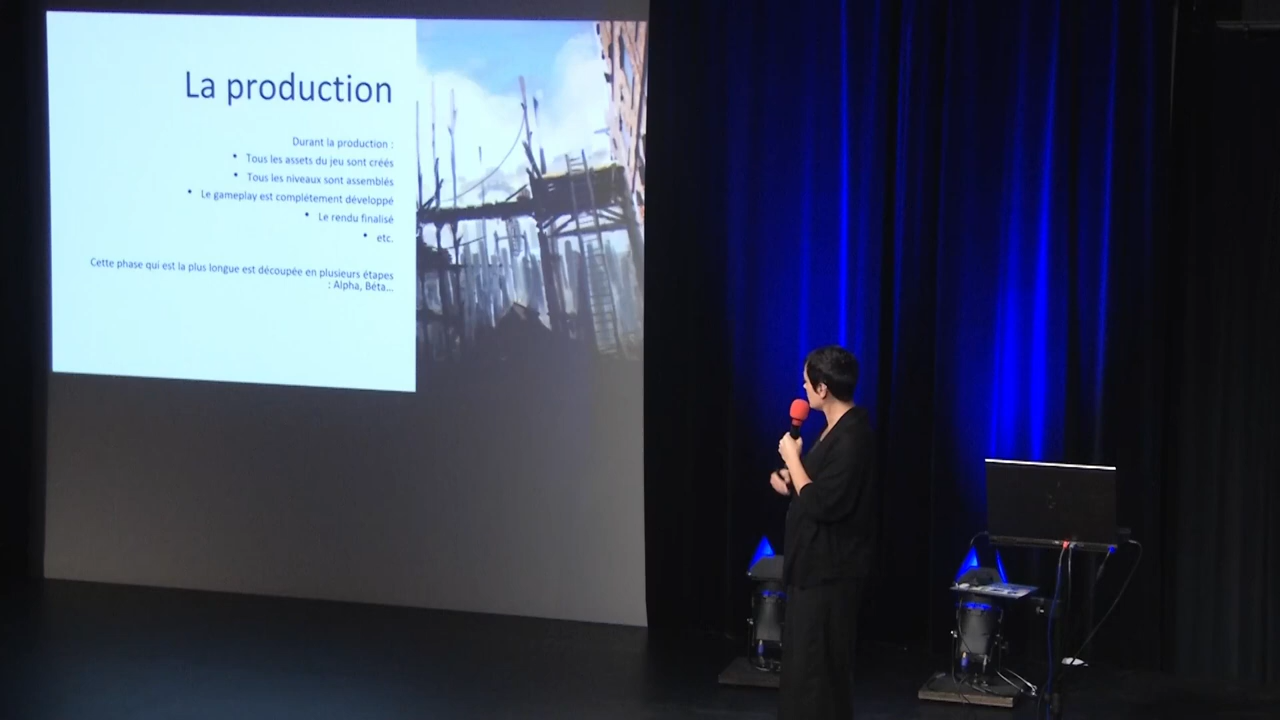 La production
Durant la production :
• Tous les assets du jeu sont créés
• Tous les niveaux sont assemblés
• Le gameplay est complétement développé
• Le rendu finalisé
• etc.
Cette phase qui est la plus longue est découpée en plusieurs étapes
: Alpha, Béta...